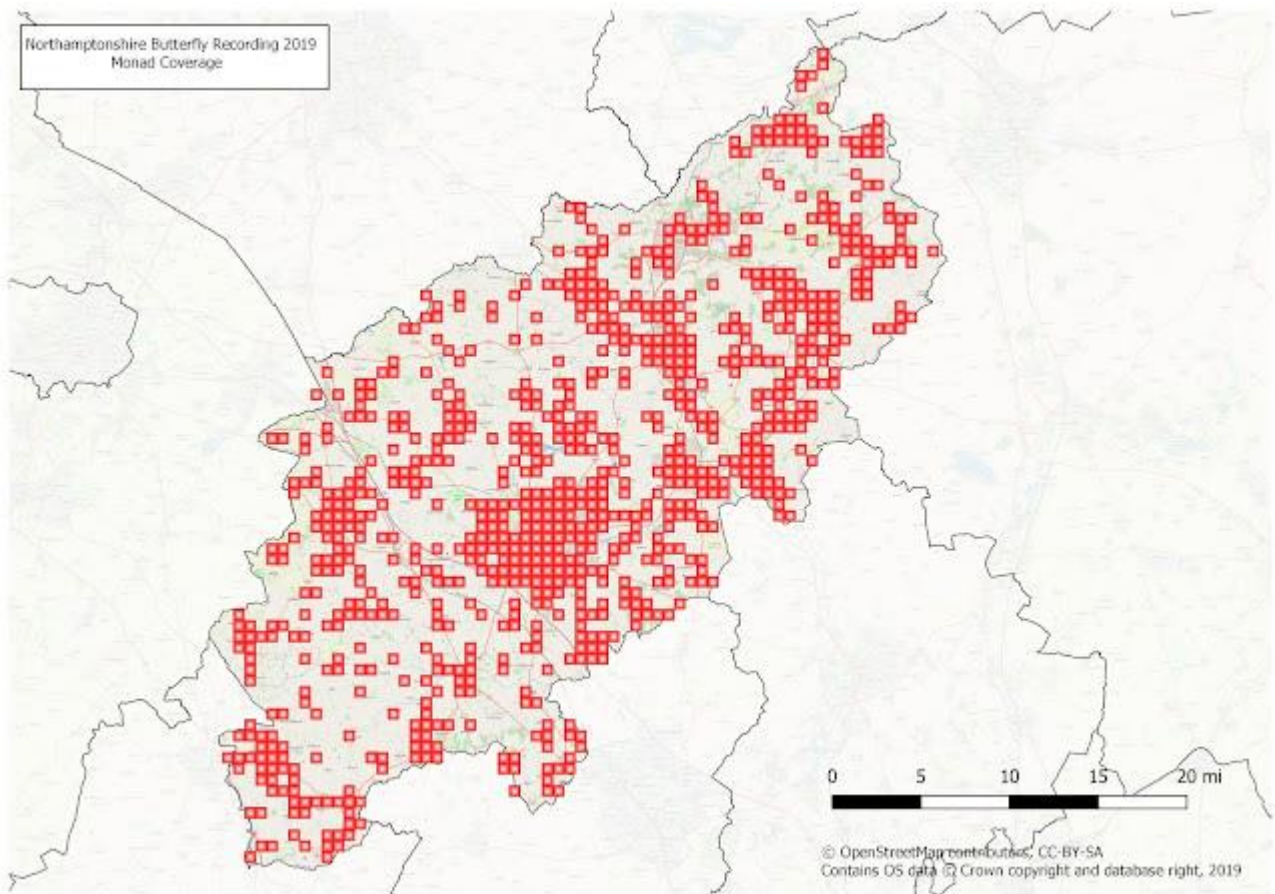 Northamptonshire Butterfly Recording 2019
Monad Coverage
0 5 10 15 20 mi
© OpenStreetMap contributors, CC-BY-SA
Contains OS data © Crown copyright and database right, 2019